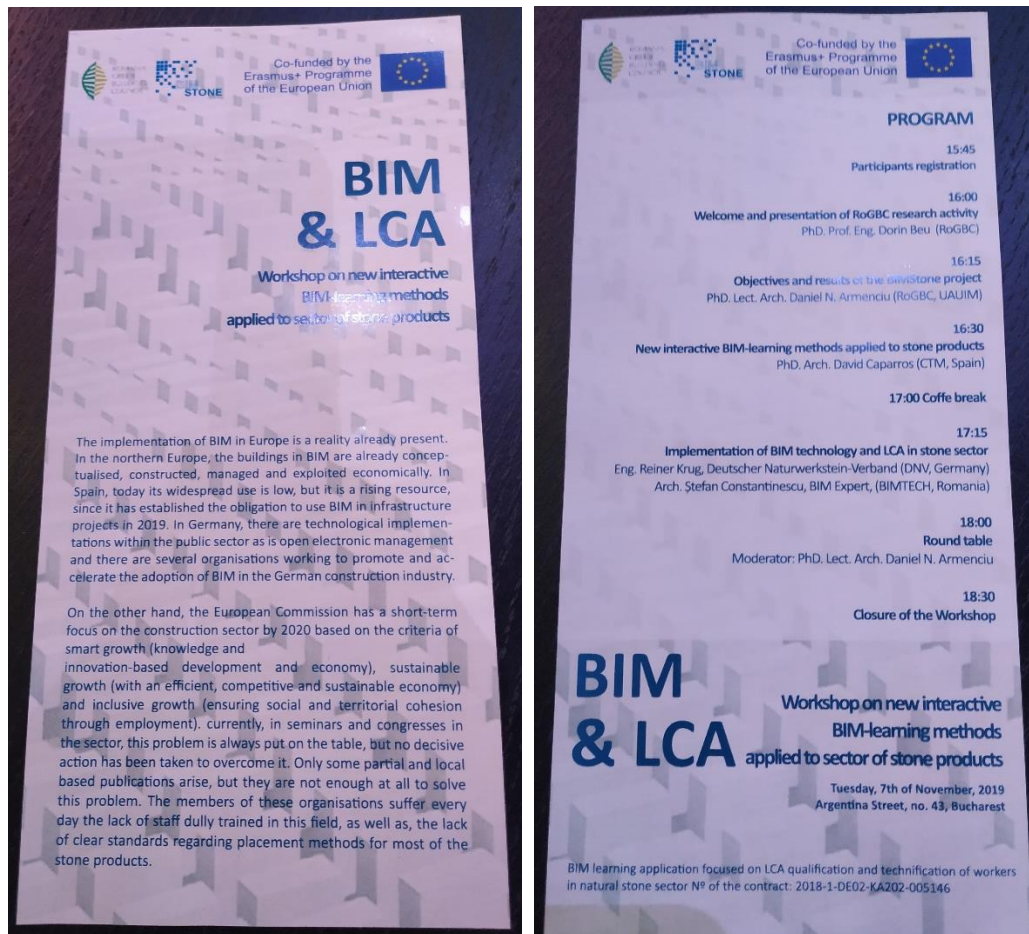 STONE
Co-funded by the
Erasmus+ Programme
of the European Union
BIM
& LCA
Workshop on new interactive
BIM-learning methods
applied to sector of stone products
The implementation of BIM in Europe is a reality already present.
In the northern Europe, the buildings in BIM are already concep-
tualised, constructed, managed and exploited economically. In
Spain, today its widespread use is low, but it is a rising resource,
since it has established the obligation to use BIM in infrastructure
projects in 2019. In Germany, there are technological implemen-
tations within the public sector as is open electronic management
and there are several organisations working to promote and ac-
celerate the adoption of BIM in the German construction industry.
On the other hand, the European Commission has a short-term
focus on the construction sector by 2020 based on the criteria of
smart growth (knowledge and
innovation-based development and economy), sustainable
growth (with an efficient, competitive and sustainable economy)
and inclusive growth (ensuring social and territorial cohesion
through employment). currently, in seminars and congresses in
the sector, this problem is always put on the table, but no decisive
action has been taken to overcome it. Only some partial and local
based publications arise, but they are not enough at all to solve
this problem. The members of these organisations suffer every
day the lack of staff dully trained in this field, as well as, the lack
of clear standards regarding placement methods for most of the
stone products.
STONE
Co-funded by the
Erasmus+ Programme
of the European Union
PROGRAM
15:45
Participants registration
16:00
Welcome and presentation of RoGBC research activity
PhD. Prof. Eng. Dorin Beu (RoGBC)
16:15
Objectives and results of the BIMStone project
PhD. Lect. Arch. Daniel N. Armenciu (RoGBC, UAUIM)
16:30
New interactive BIM-learning methods applied to stone products
PhD. Arch. David Caparros (CTM, Spain)
17:00 Coffe break
17:15
Implementation of BIM technology and LCA in stone sector
Eng. Reiner Krug, Deutscher Naturwerkstein-Verband (DNV, Germany)
Arch. Ștefan Constantinescu, BIM Expert, (BIMTECH, Romania)
18:00
Round table
Moderator: PhD. Lect. Arch. Daniel N. Armenciu
18:30
Closure of the Workshop
BIM
& LCA
Workshop on new interactive
BIM-learning methods
applied to sector of stone products
Tuesday, 7th of November, 2019
Argentina Street, no. 43, Bucharest
BIM learning application focused on LCA qualification and technification of workers
in natural stone sector Nº of the contract: 2018-1-DE02-KA202-005146